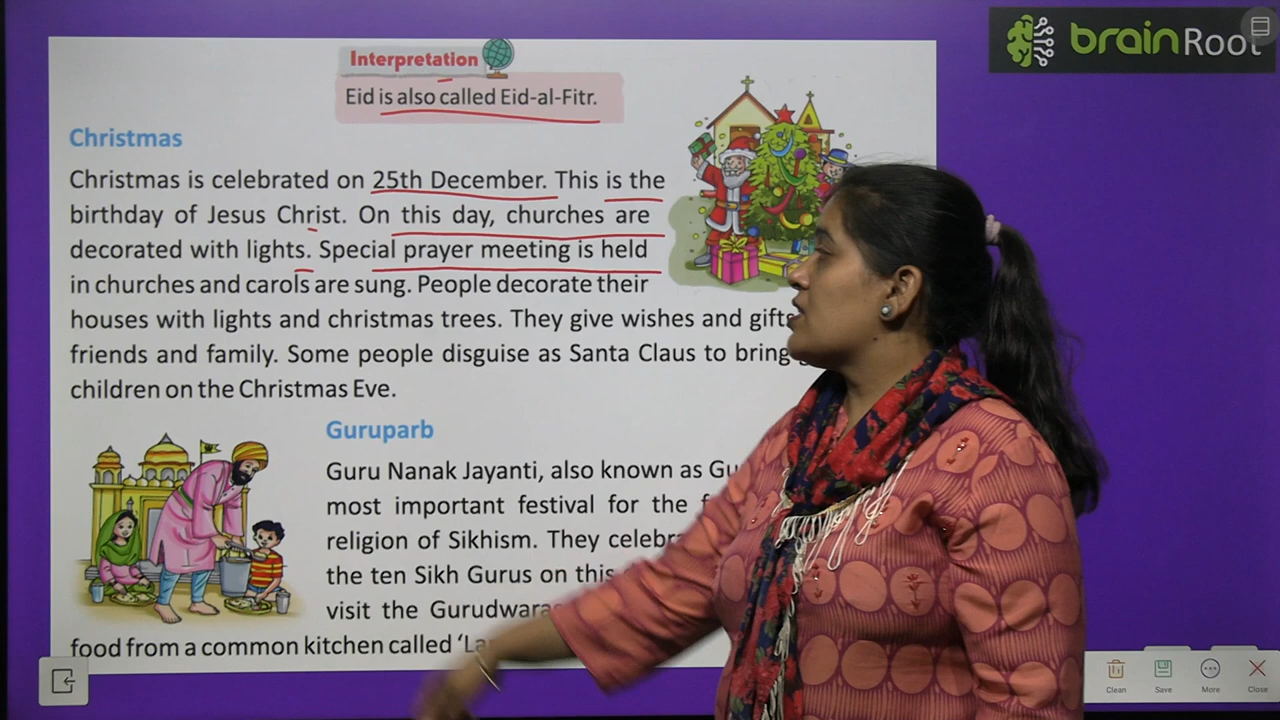 brainRoot
Interpretation
Eid is also called Eid-al-Fitr.
Christmas
Christmas is celebrated on 25th December. This is the
birthday of Jesus Christ. On this day, churches are
decorated with lights. Special prayer meeting is held
in churches and carols are sung. People decorate their
houses with lights and christmas trees. They give wishes and gifts
friends and family. Some people disguise as Santa Claus to bring
children on the Christmas Eve.
Guruparb
Guru Nanak Jayanti, also known as
most important festival for the
religion of Sikhism. They
the ten Sikh Gurus on this
visit the
food from a common kitchen called
Clean Save More Close